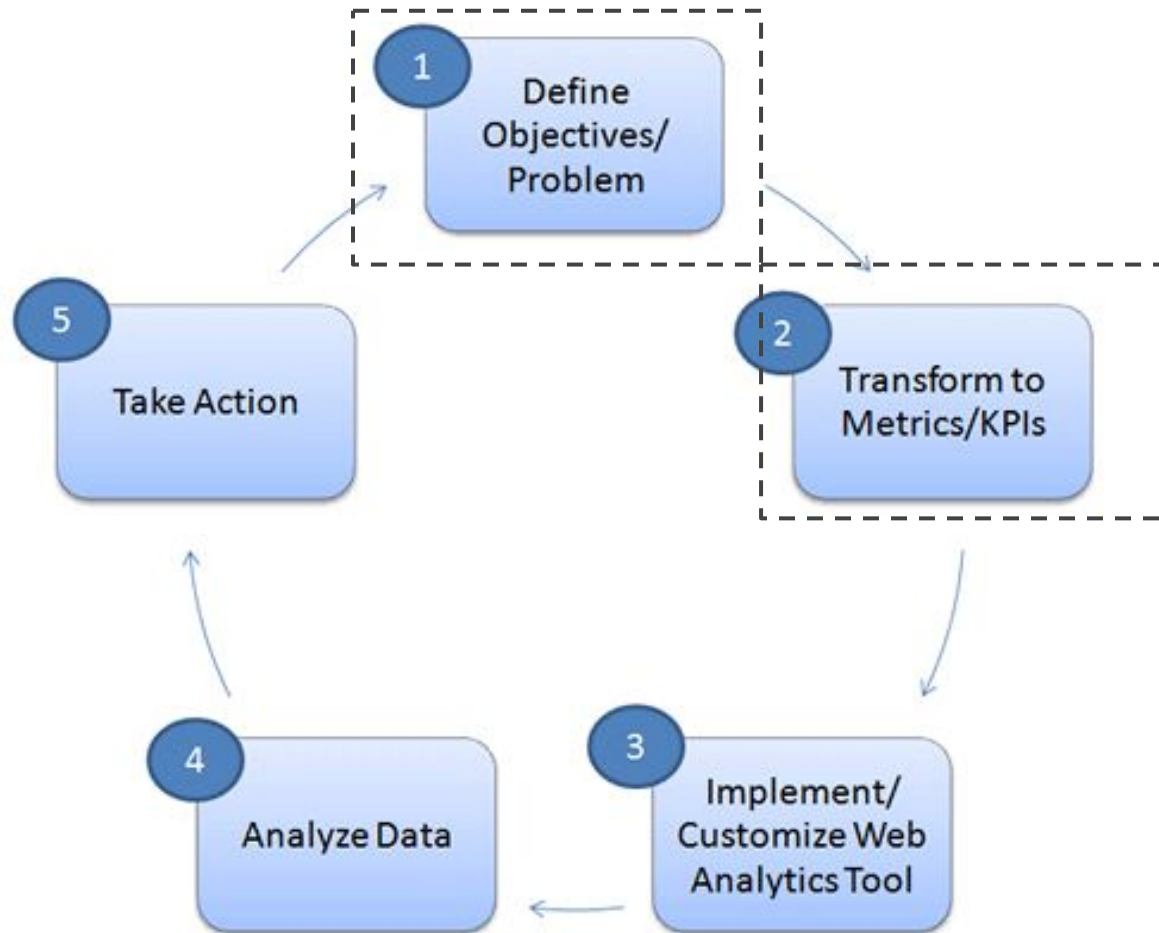 1
Define
Objectives/
Problem
2
Transform to
Metrics/KPIs
3
Implement/
Customize Web
Analytics Tool
4
Analyze Data
5
Take Action